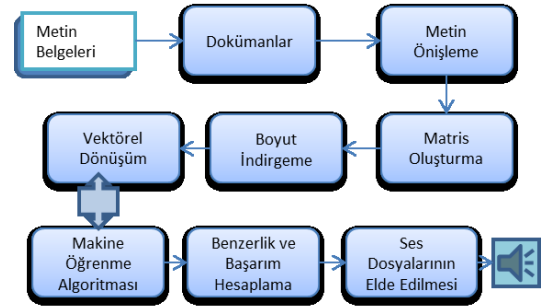 Metin
Belgeleri
Dokümanlar
Metin
Önişleme
Vektörel
Dönüşüm
Boyut
İndirgeme
Matris
Oluşturma
Makine
Öğrenme
Algoritması
Benzerlik ve
Başarım
Hesaplama
Ses
Dosyalarının
Elde Edilmesi